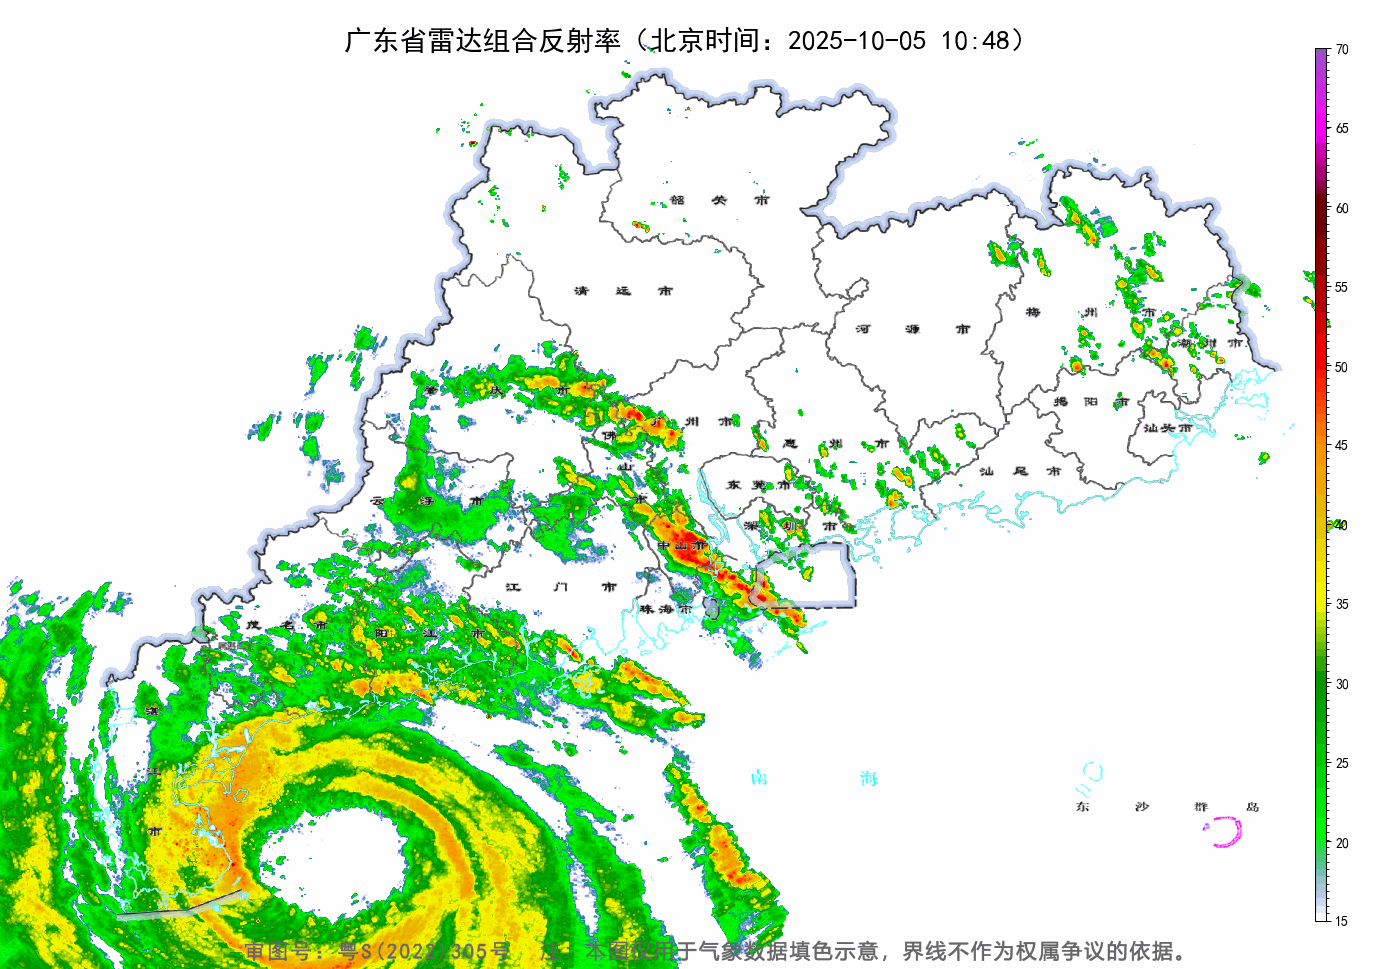 广东省雷达组合反射率（北京时间：2025-10-05 10:48）
70
65
60
55
50
45
40
35
30
25
20
15
韶 关 市
清 远 市
河 源 市
梅 州 市
潮 州 市
肇 庆 市
揭 阳 市
汕头市
广 州 市
佛 山 市
惠 州 市
汕 尾 市
东 莞 市
云 浮 市
深 圳 市
中山市
江 门 市
珠海市
茂 名 市
阳 江 市
湛 江 市
南 海
东 沙 群 岛
审图号：粤S(2022)305号 注：本图仅用于气象数据填色示意，界线不作为权属争议的依据。